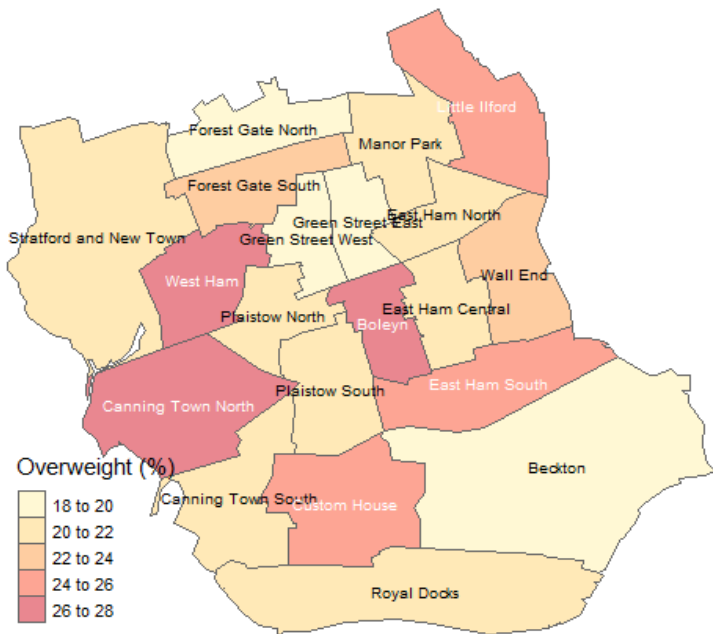 Little Ilford
Forest Gate North
Manor Park
Forest Gate South
East Ham North
Green Street East
Stratford and New Town
Green Street West
West Ham
Wall End
Plaistow North
East Ham Central
Boleyn
East Ham South
Plaistow South
Canning Town North
Overweight (%)
Beckton
18 to 20
Canning Town South
Custom House
20 to 22
22 to 24
24 to 26
Royal Docks
26 to 28